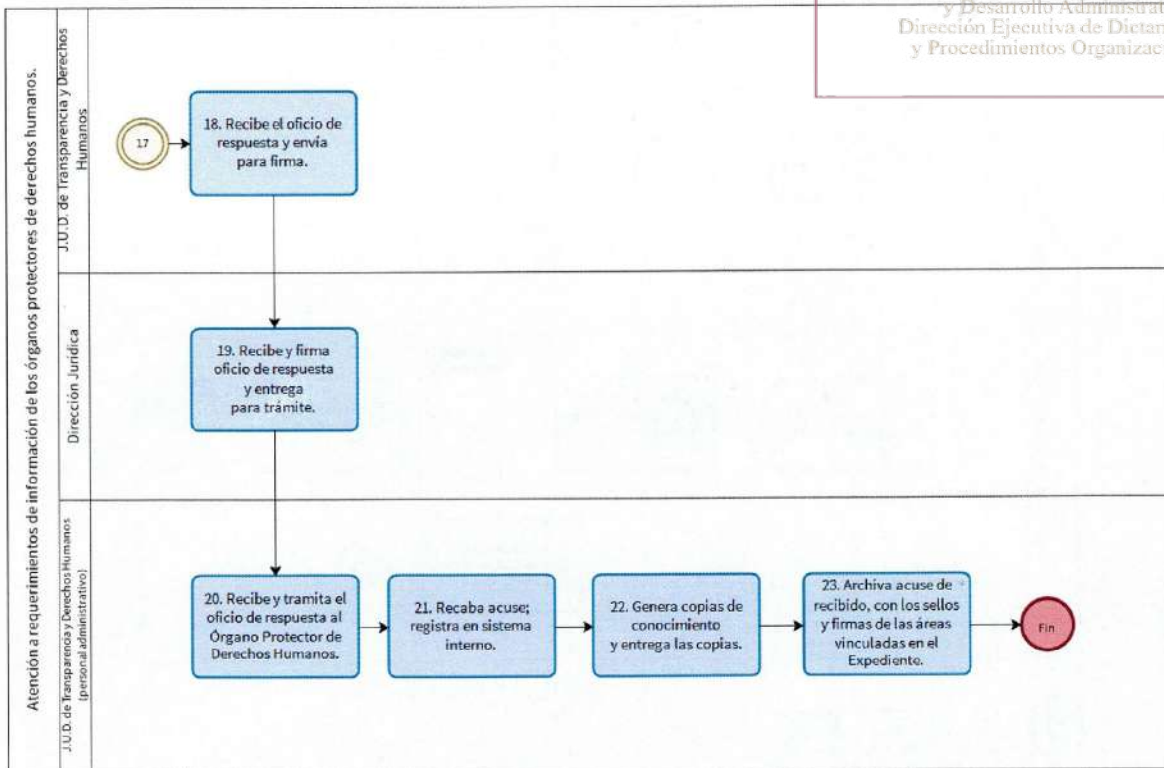 y Desarrollo Administrat
Dirección Ejecutiva de Dictam
y Procedimientos Organizac
Atención a requerimientos de información de los órganos protectores de derechos humanos.
J.U.D. de Transparencia y Derechos
Humanos
17
18. Recibe el oficio de
respuesta y envía
para firma.
Dirección Jurídica
19. Recibe y firma
oficio de respuesta
y entrega
para trámite.
J.U.D. de Transparencia y Derechos Humanos
(personal administrativo)
20. Recibe y tramita el
oficio de respuesta al
Órgano Protector de
Derechos Humanos.
21. Recaba acuse;
registra en sistema
interno.
22. Genera copias de
conocimiento
y entrega las copias.
23. Archiva acuse de
recibido, con los sellos
y firmas de las áreas
vinculadas en el
Expediente.
Fin